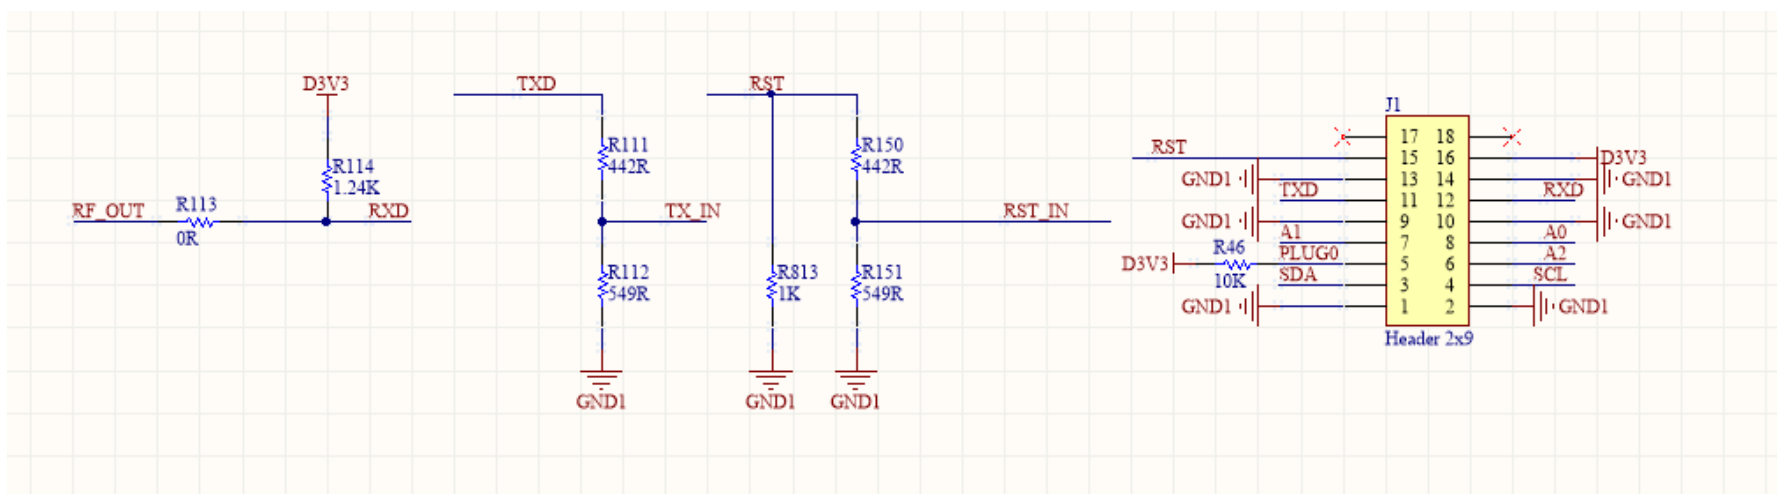 D3V3
R114
1.24K
RF_OUT
R113
0R
RXD
TXD
R111
442R
TX_IN
R112
549R
GND1
RST
R813
1K
GND1
R150
442R
RST_IN
R151
549R
GND1
J1
17 18
RST 15 16 D3V3
GND1 13 14 GND1
TXD 11 12 RXD
GND1 9 10 GND1
A1 7 8 A0
D3V3 R46 10K PLUG0 5 6 A2
SDA 3 4 SCL
GND1 1 2 GND1
Header 2x9